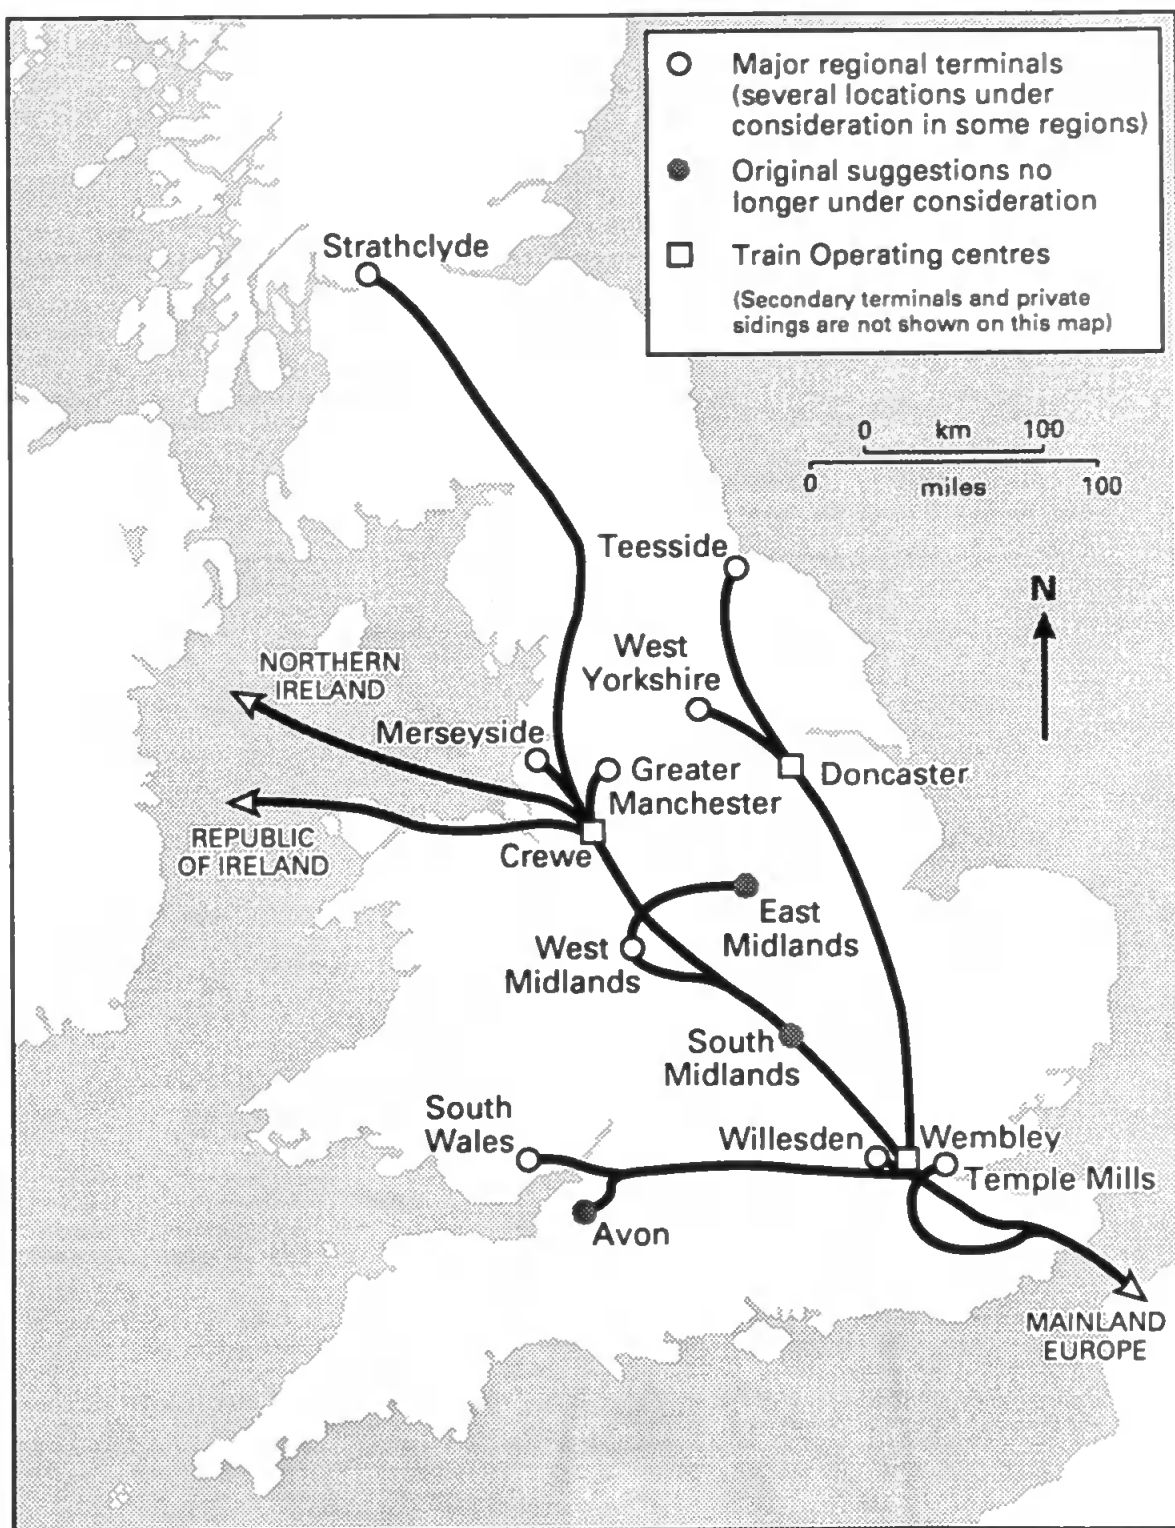 Major regional terminals
(several locations under
consideration in some regions)
Original suggestions no
longer under consideration
Train Operating centres
(Secondary terminals and private
sidings are not shown on this map)
Strathclyde
0 km 100
0 miles 100
Teesside
N
West
Yorkshire
NORTHERN
IRELAND
Merseyside
Greater
Manchester
Doncaster
REPUBLIC
OF IRELAND
Crewe
East
Midlands
West
Midlands
South
Midlands
South
Wales
Willesden
Wembley
Temple Mills
Avon
MAINLAND
EUROPE